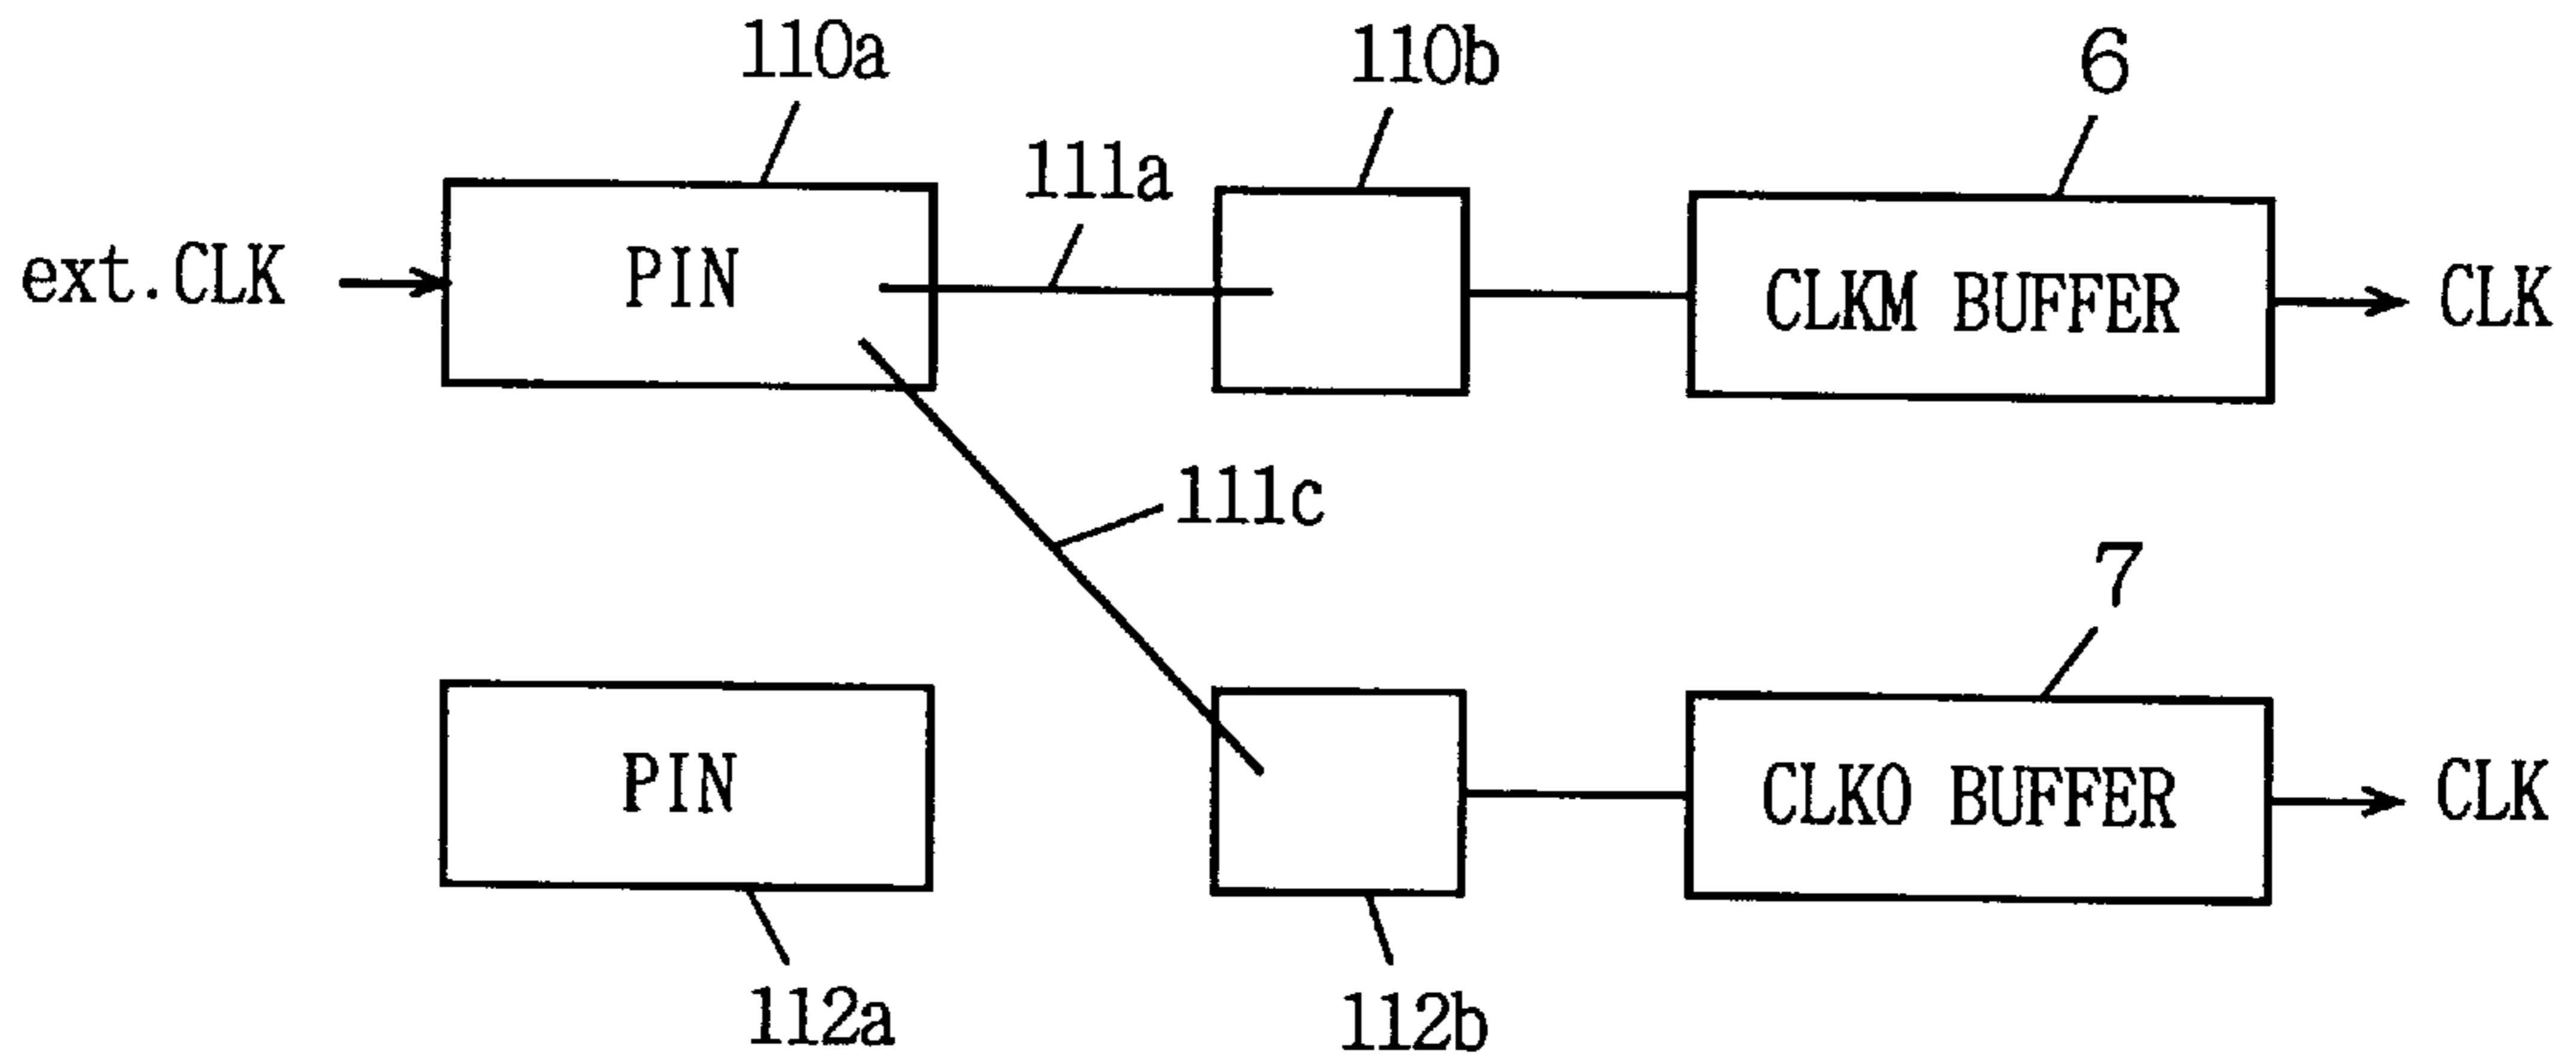 110a
110b
6
111a
ext.CLK
PIN
CLKM BUFFER
CLK
111c
7
PIN
CLKO BUFFER
CLK
112a
112b